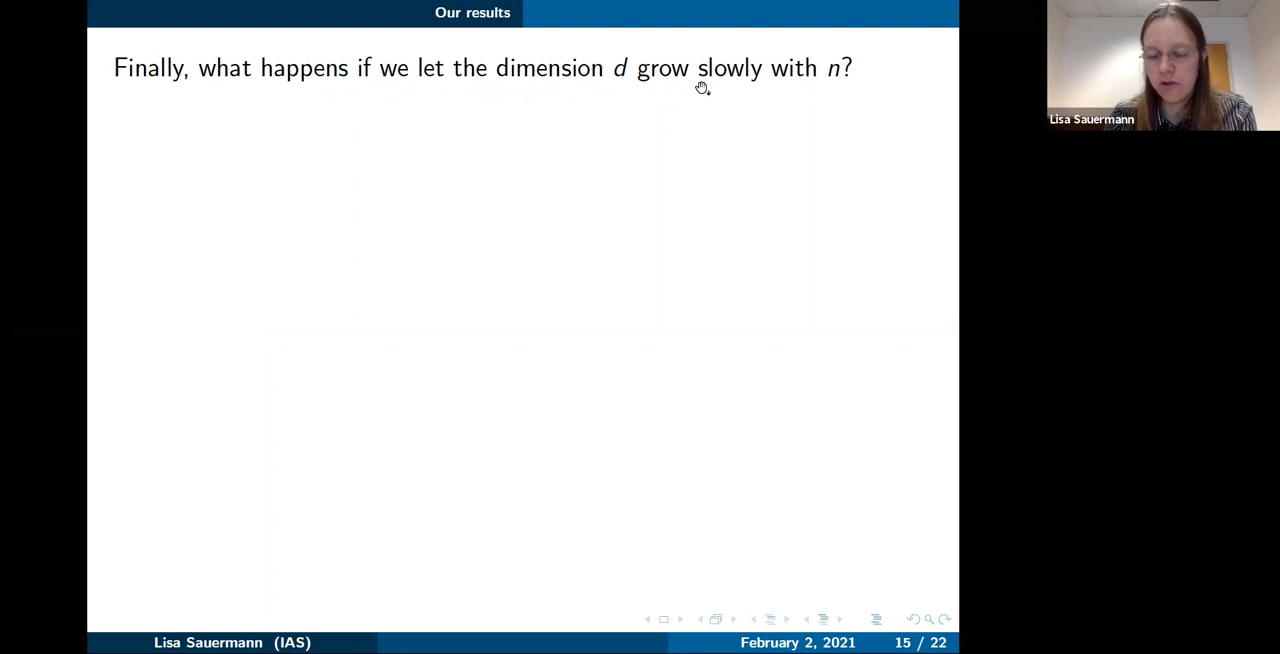 Our results
Finally, what happens if we let the dimension d grow slowly with n?
Lisa Sauermann
Lisa Sauermann (IAS)
February 2, 2021
15 / 22